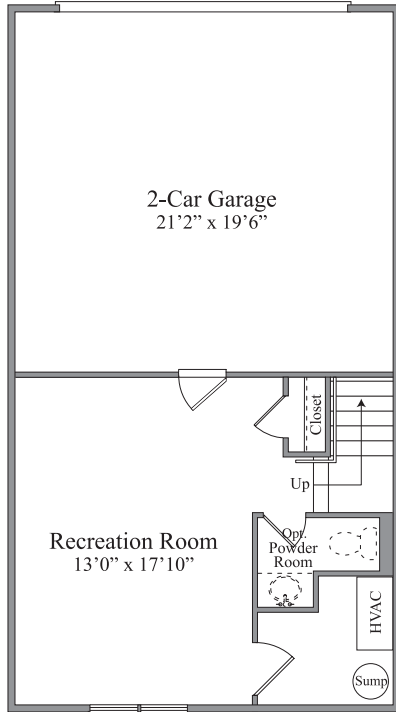 2-Car Garage
21’2” x 19’6”
Closet
Up
Recreation Room
13’0” x 17’10”
Opt.
Powder
Room
HVAC
Sump